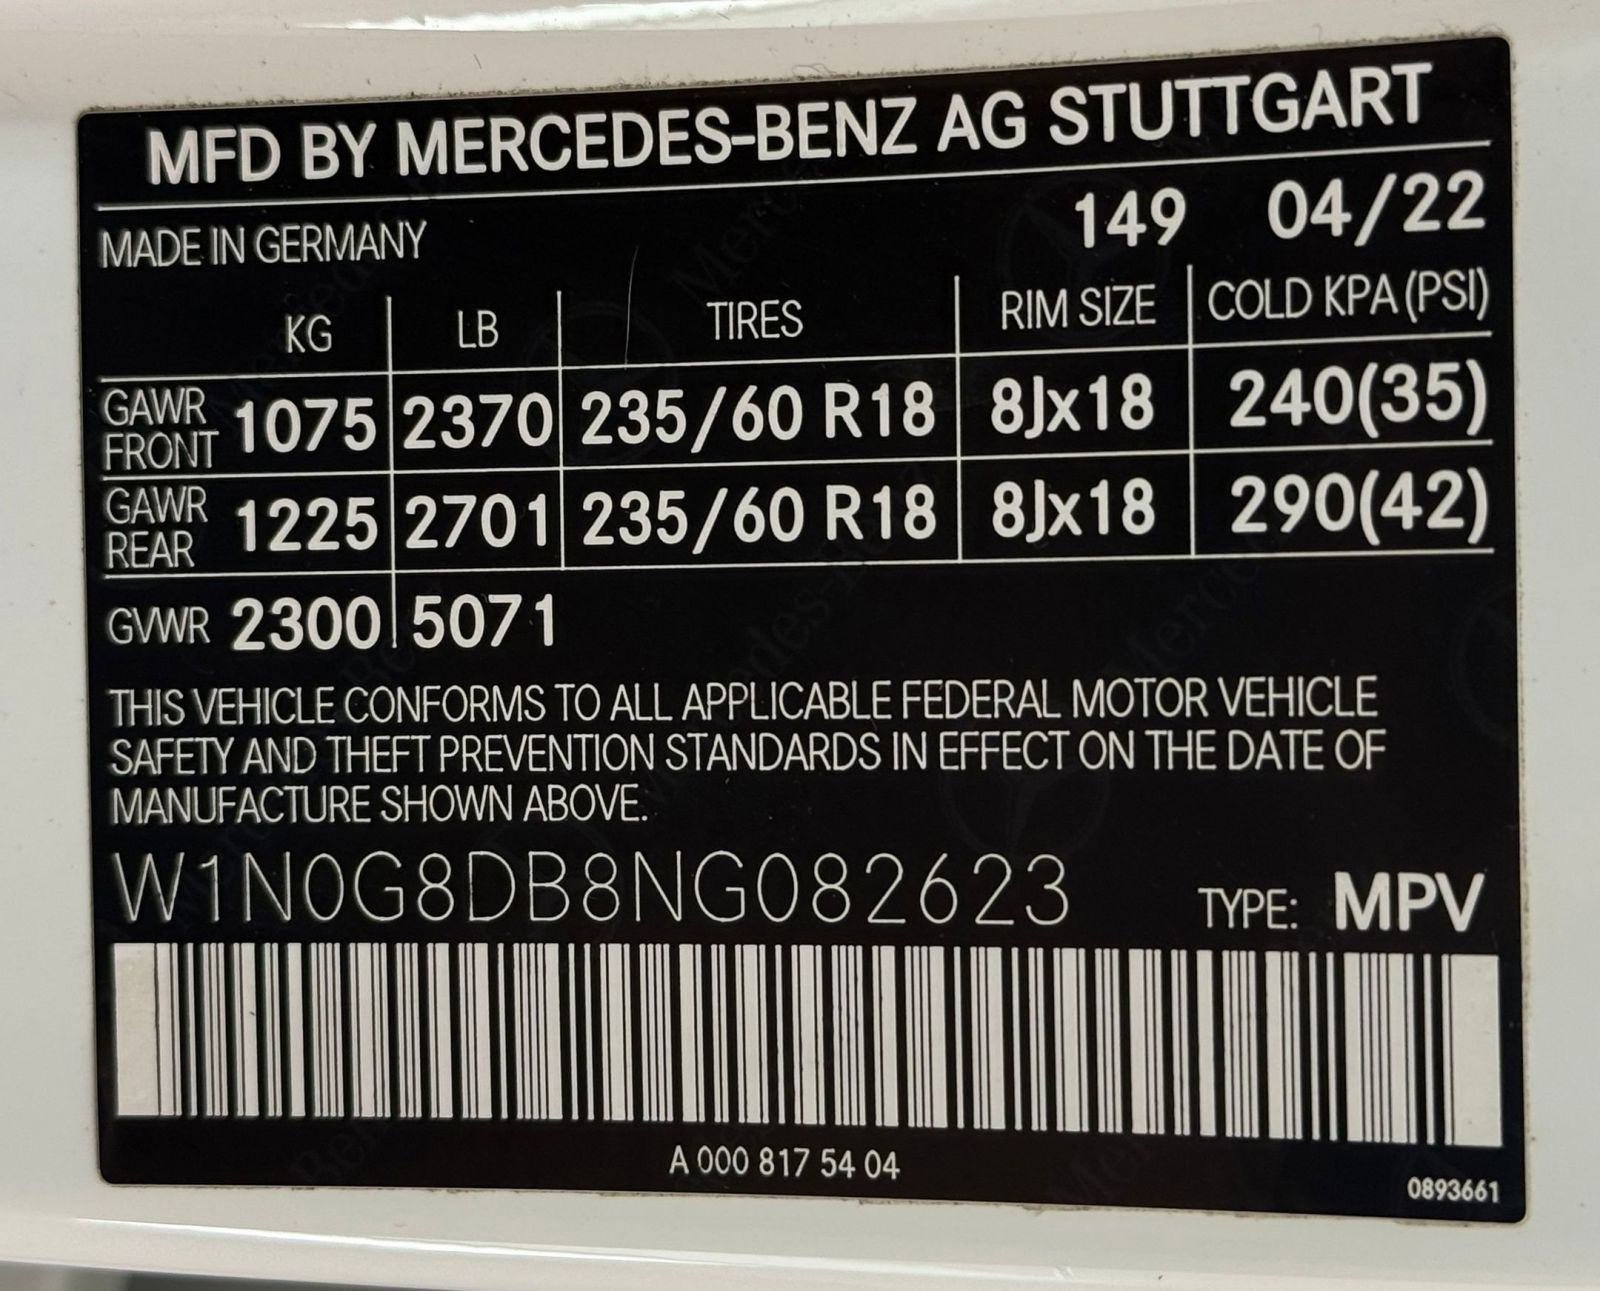 MFD BY MERCEDES-BENZ AG STUTTGART
MADE IN GERMANY 149 04/22
KG LB TIRES RIM SIZE COLD KPA (PSI)
GAWR FRONT 1075 2370 235/60 R18 8Jx18 240(35)
GAWR REAR 1225 2701 235/60 R18 8Jx18 290(42)
GVWR 2300 5071
THIS VEHICLE CONFORMS TO ALL APPLICABLE FEDERAL MOTOR VEHICLE
SAFETY AND THEFT PREVENTION STANDARDS IN EFFECT ON THE DATE OF
MANUFACTURE SHOWN ABOVE.
W1N0G8DB8NG082623 TYPE: MPV
A 000 817 54 04
0893661